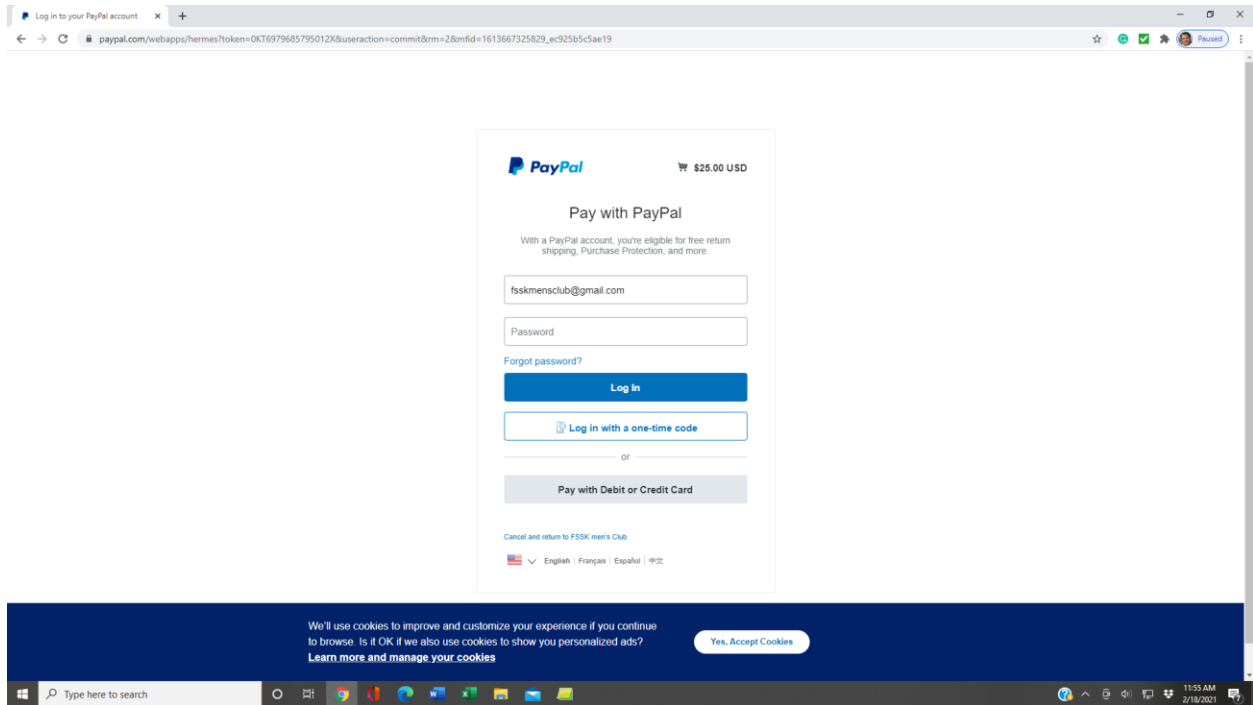 Log in to your PayPal account
paypal.com/webapps/hermes?token=0KT6979685795012X&useraction=commit&rm=2&mfid=1613667325829_ec925b5c5ae19
Paused
PayPal
$25.00 USD
Pay with PayPal
With a PayPal account, you're eligible for free return
shipping, Purchase Protection, and more.
fsskmensclub@gmail.com
Password
Forgot password?
Log In
Log in with a one-time code
or
Pay with Debit or Credit Card
Cancel and return to FSSK men's Club
English | Français | Español | 中文
We'll use cookies to improve and customize your experience if you continue
to browse. Is it OK if we also use cookies to show you personalized ads?
Learn more and manage your cookies
Yes, Accept Cookies
Type here to search
11:55 AM
2/18/2021